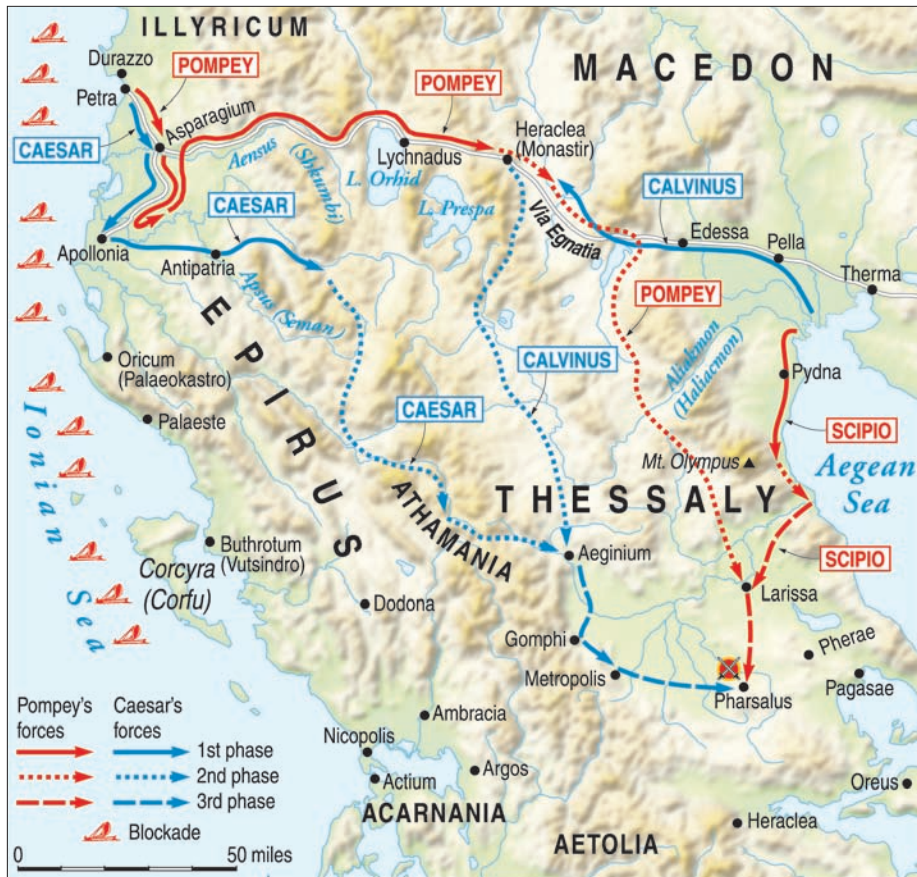 ILLYRICUM
MACEDON
Durazzo
POMPEY
Petra
CAESAR
Asparagium
POMPEY
Lychnadus
Heraclea
(Monastir)
Aensus
(Shkumbi)
L. Orhid
L. Prespa
Via Egnatia
CALVINUS
Edessa
Pella
Therma
CAESAR
Apollonia
Antipatria
Apsus (Seman)
POMPEY
Aliakmon
(Haliacmon)
Pydna
EPIRUS
Oricum
(Palaeokastro)
Palaeste
CALVINUS
CAESAR
SCIPIO
Mt. Olympus
Aegean
Sea
THESSALY
ATHAMANIA
Ionian Sea
Buthrotum
(Vutsindro)
Corcyra
(Corfu)
Aeginium
SCIPIO
Larissa
Dodona
Gomphi
Metropolis
Pherae
Pagasae
Pharsalus
Ambracia
Nicopolis
Actium
Argos
ACARNANIA
AETOLIA
Oreus
Heraclea
Pompey's
forces
Caesar's
forces
1st phase
2nd phase
3rd phase
Blockade
0 50 miles